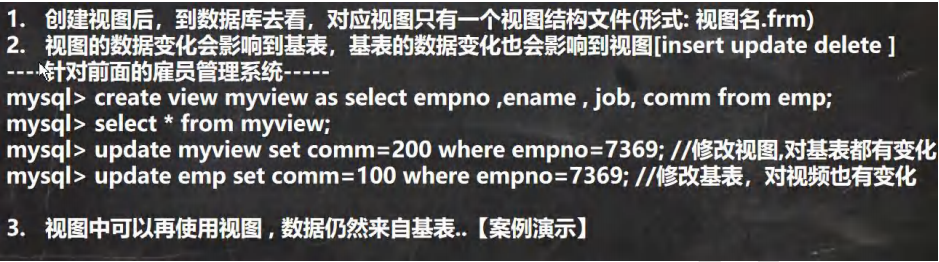 1. 创建视图后，到数据库去看，对应视图只有一个视图结构文件(形式: 视图名.frm)
2. 视图的数据变化会影响到基表，基表的数据变化也会影响到视图[insert update delete ]
----针对前面的雇员管理系统-----
mysql> create view myview as select empno ,ename , job, comm from emp;
mysql> select * from myview;
mysql> update myview set comm=200 where empno=7369; //修改视图,对基表都有变化
mysql> update emp set comm=100 where empno=7369; //修改基表，对视频也有变化
3. 视图中可以再使用视图 , 数据仍然来自基表..【案例演示】